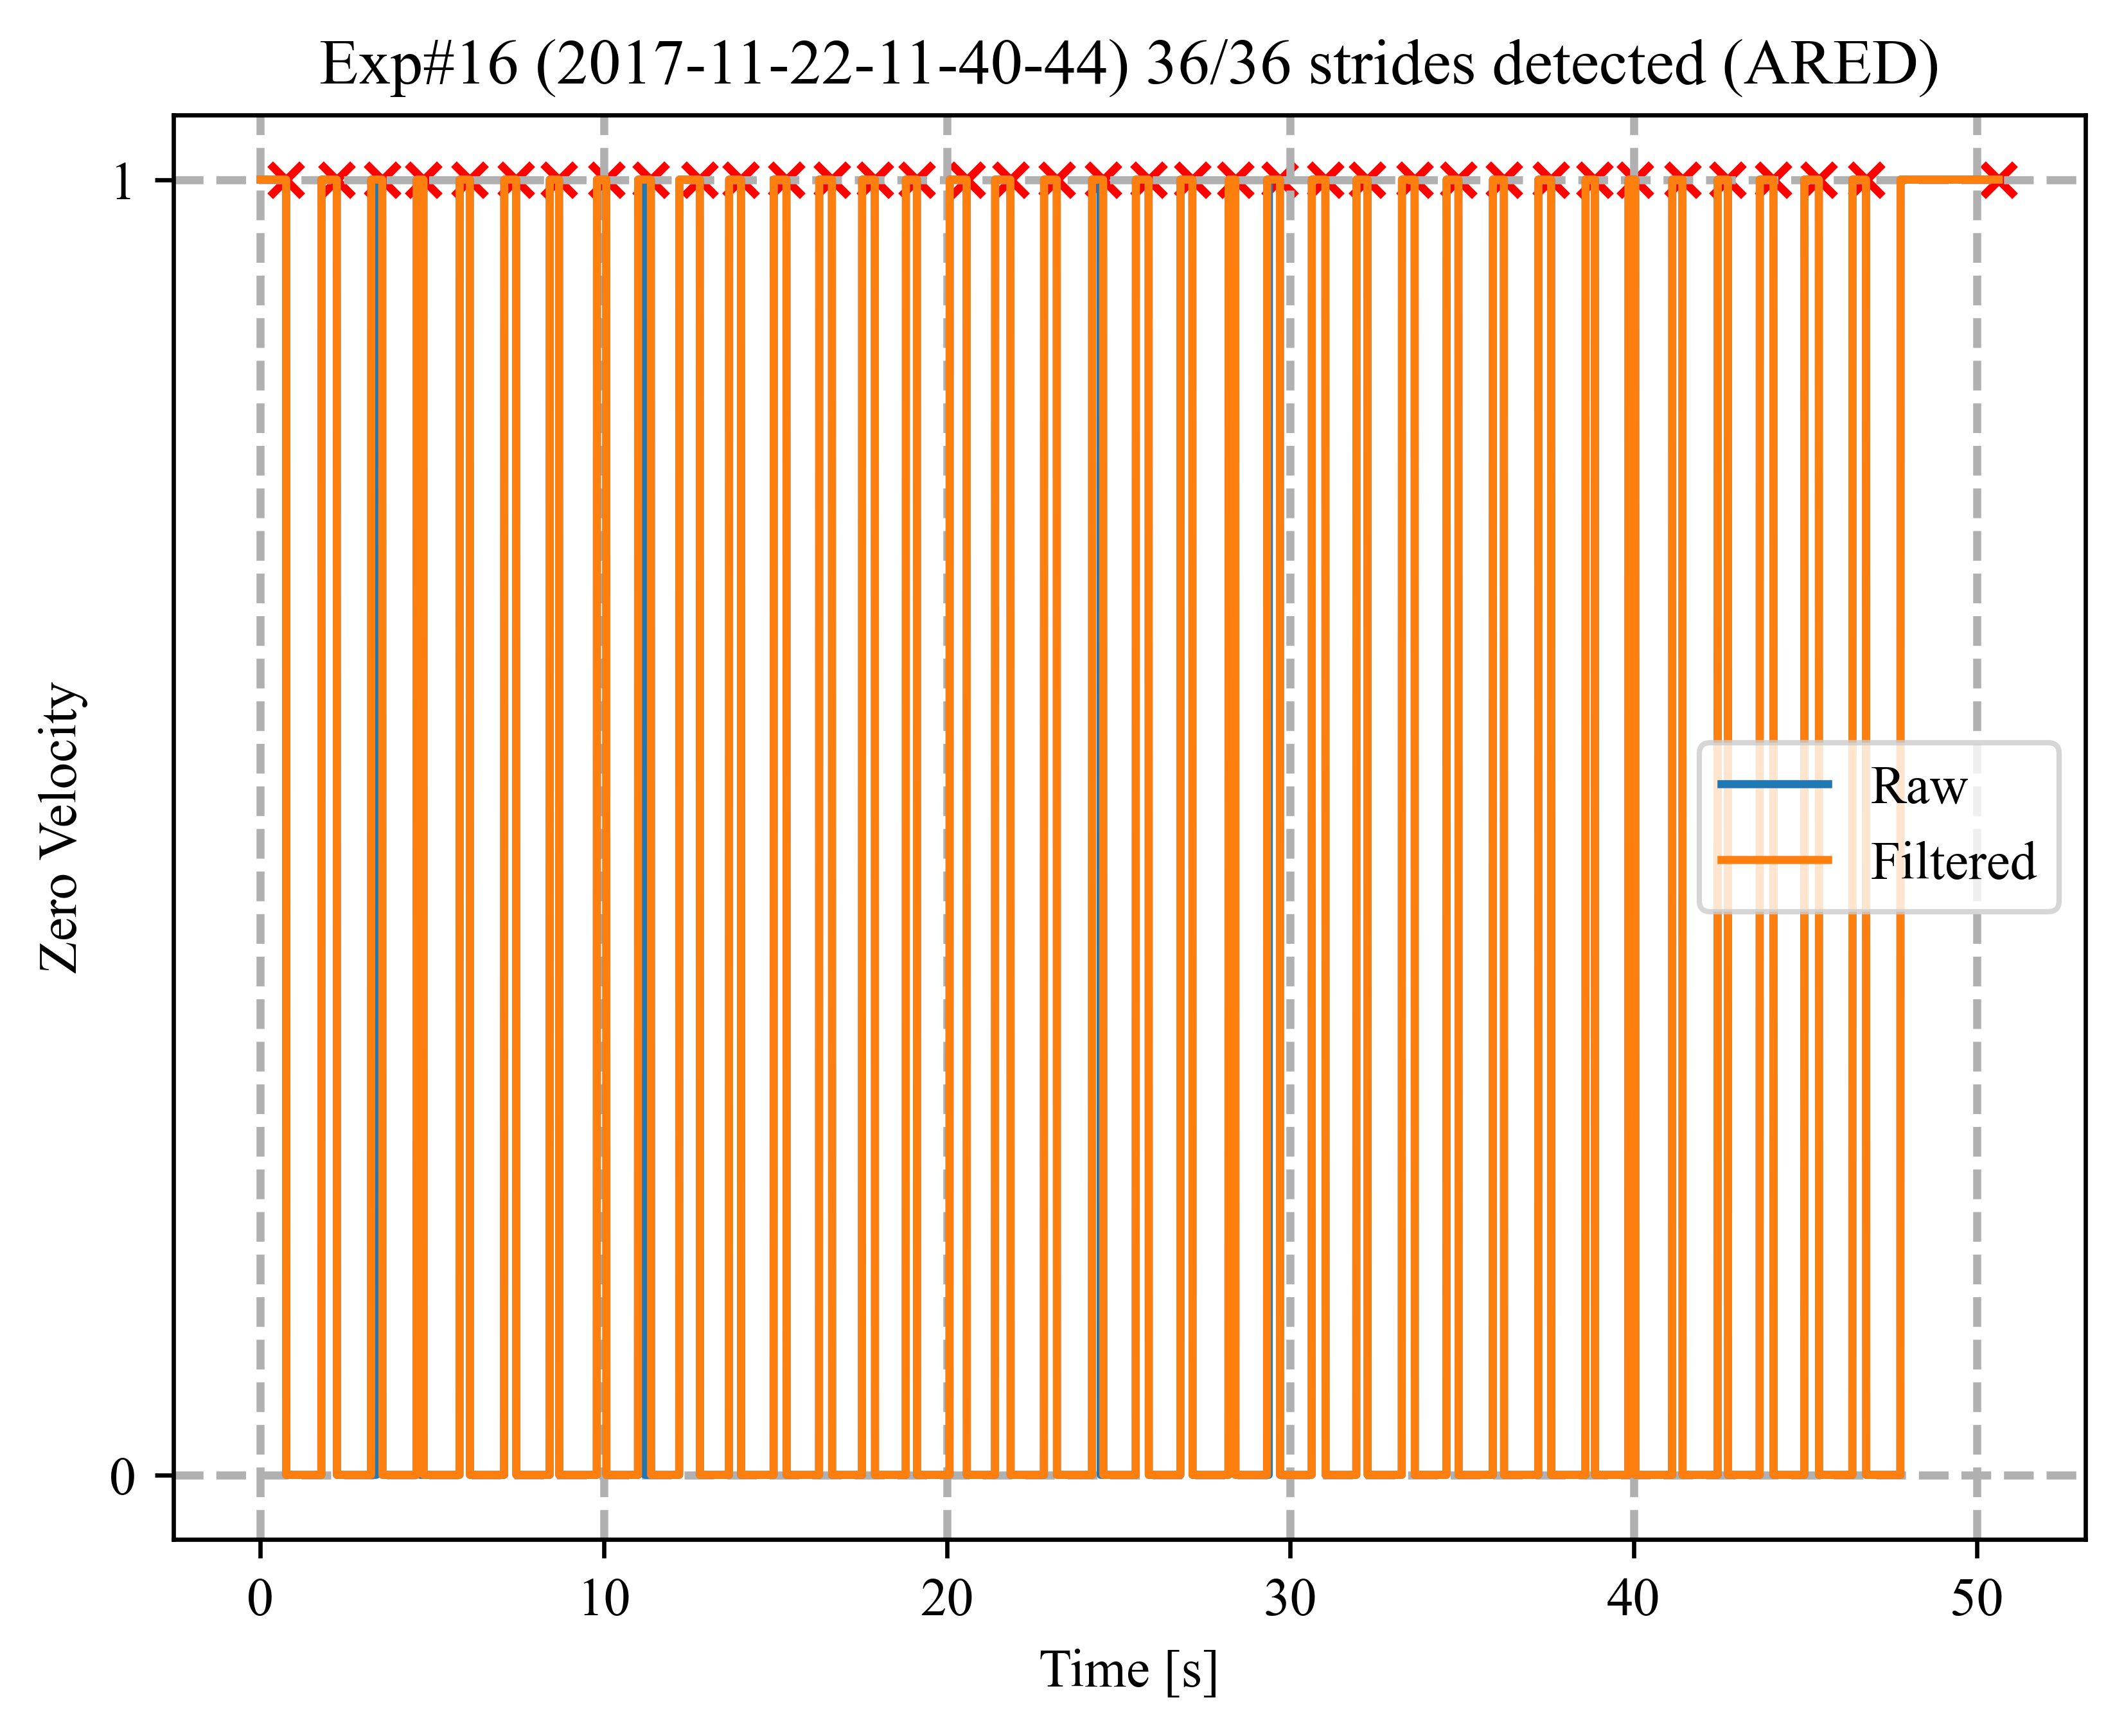 Exp#16 (2017-11-22-11-40-44) 36/36 strides detected (ARED)
1
Zero Velocity
Raw
Filtered
0
0 10 20 30 40 50
Time [s]